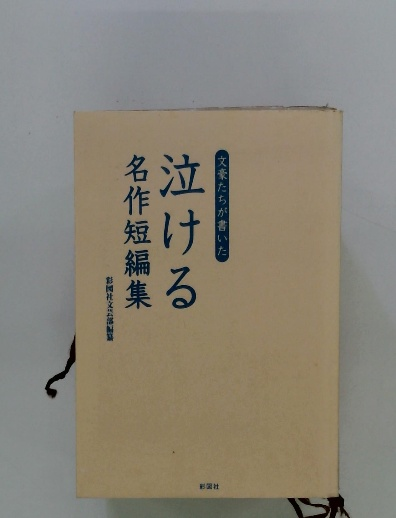 文豪たちが書いた
泣ける
名作短編集
彩図社文芸部編纂
彩図社